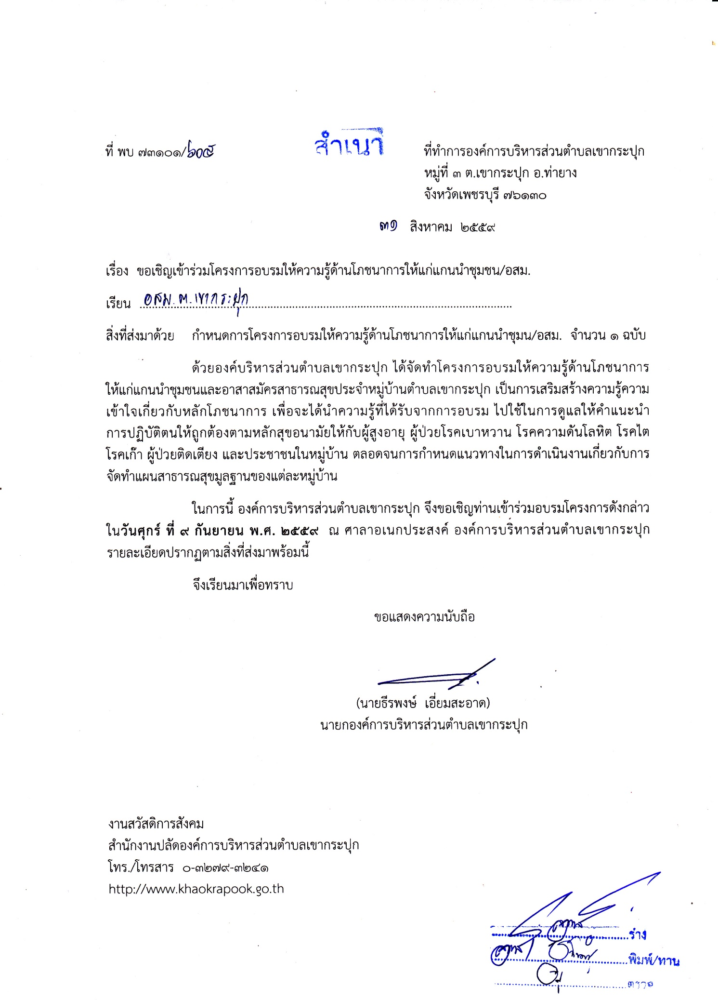 ที่ พบ ๗๓๑๐๑/๖๐๕
สำเนา
ที่ทำการองค์การบริหารส่วนตำบลเขากระปุก
หมู่ที่ ๓ ต.เขากระปุก อ.ท่ายาง
จังหวัดเพชรบุรี ๗๖๑๓๐
๓๑ สิงหาคม ๒๕๕๙
เรื่อง ขอเชิญเข้าร่วมโครงการอบรมให้ความรู้ด้านโภชนาการให้แก่แกนนำชุมชน/อสม.
เรียน อสม. ต.เขากระปุก
สิ่งที่ส่งมาด้วย กำหนดการโครงการอบรมให้ความรู้ด้านโภชนาการให้แก่แกนนำชุมน/อสม. จำนวน ๑ ฉบับ
ด้วยองค์บริหารส่วนตำบลเขากระปุก ได้จัดทำโครงการอบรมให้ความรู้ด้านโภชนาการ
ให้แก่แกนนำชุมชนและอาสาสมัครสาธารณสุขประจำหมู่บ้านตำบลเขากระปุก เป็นการเสริมสร้างความรู้ความ
เข้าใจเกี่ยวกับหลักโภชนาการ เพื่อจะได้นำความรู้ที่ได้รับจากการอบรม ไปใช้ในการดูแลให้คำแนะนำ
การปฏิบัติตนให้ถูกต้องตามหลักสุขอนามัยให้กับผู้สูงอายุ ผู้ป่วยโรคเบาหวาน โรคความดันโลหิต โรคไต
โรคเก๊า ผู้ป่วยติดเตียง และประชาชนในหมู่บ้าน ตลอดจนการกำหนดแนวทางในการดำเนินงานเกี่ยวกับการ
จัดทำแผนสาธารณสุขมูลฐานของแต่ละหมู่บ้าน
ในการนี้ องค์การบริหารส่วนตำบลเขากระปุก จึงขอเชิญท่านเข้าร่วมอบรมโครงการดังกล่าว
ในวันศุกร์ ที่ ๙ กันยายน พ.ศ. ๒๕๕๙ ณ ศาลาอเนกประสงค์ องค์การบริหารส่วนตำบลเขากระปุก
รายละเอียดปรากฏตามสิ่งที่ส่งมาพร้อมนี้
จึงเรียนมาเพื่อทราบ
ขอแสดงความนับถือ
(นายธีรพงษ์ เอี่ยมสะอาด)
นายกองค์การบริหารส่วนตำบลเขากระปุก
งานสวัสดิการสังคม
สำนักงานปลัดองค์การบริหารส่วนตำบลเขากระปุก
โทร./โทรสาร ๐-๓๒๗๙-๓๒๔๑
http://www.khaokrapook.go.th
ร่าง
พิมพ์/ทาน
ตรวจ